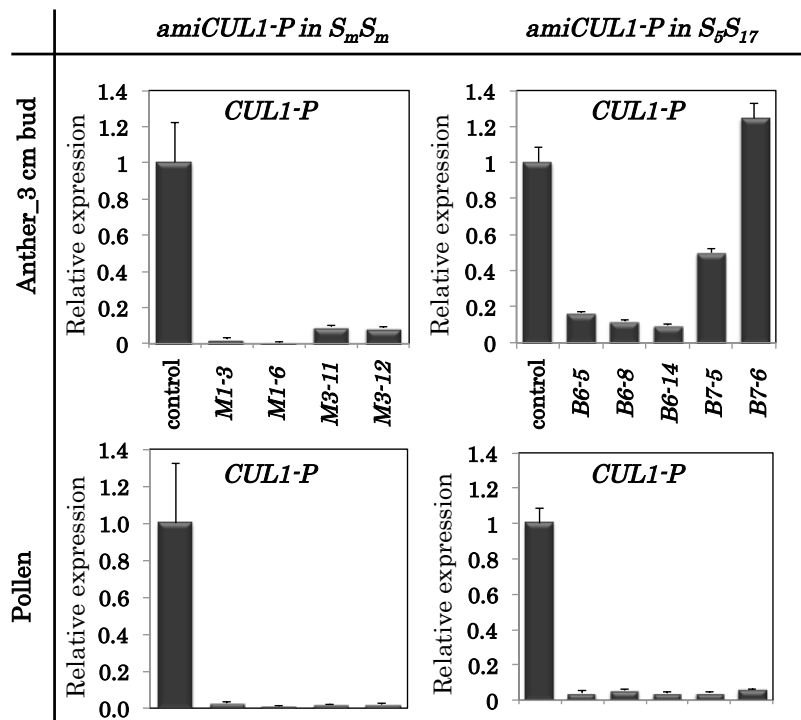 amiCUL1-P in SmSm
amiCUL1-P in S5S17
Anther_3 cm bud
Relative expression
1.4
1.2
1
0.8
0.6
0.4
0.2
0
CUL1-P
control
M1-3
M1-6
M3-11
M3-12
Relative expression
1.4
1.2
1
0.8
0.6
0.4
0.2
0
CUL1-P
control
B6-5
B6-8
B6-14
B7-5
B7-6
Pollen
Relative expression
1.4
1.2
1.0
0.8
0.6
0.4
0.2
0.0
CUL1-P
Relative expression
1.4
1.2
1
0.8
0.6
0.4
0.2
0
CUL1-P